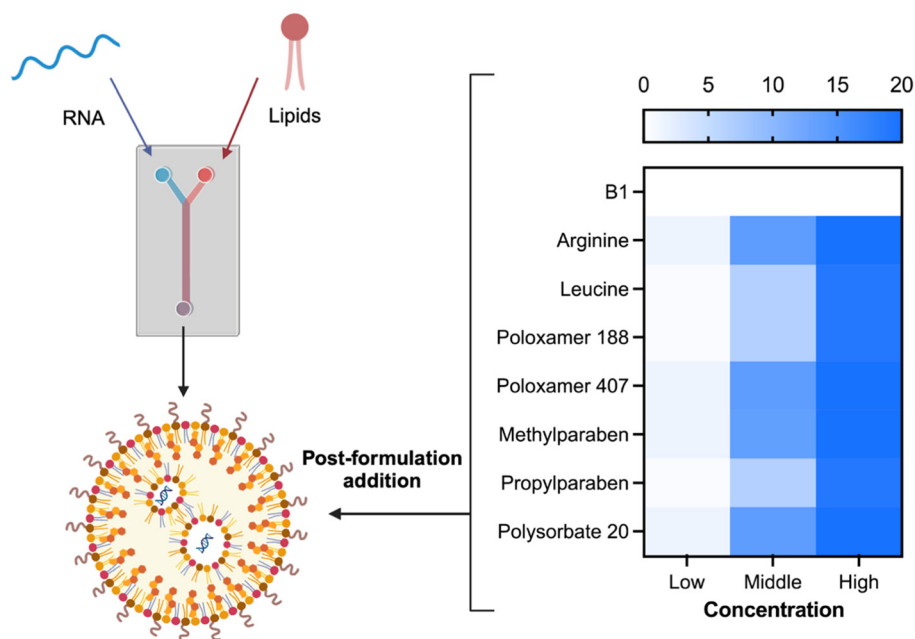 RNA
Lipids
Post-formulation
addition
0 5 10 15 20
B1
Arginine
Leucine
Poloxamer 188
Poloxamer 407
Methylparaben
Propylparaben
Polysorbate 20
Low Middle High
Concentration